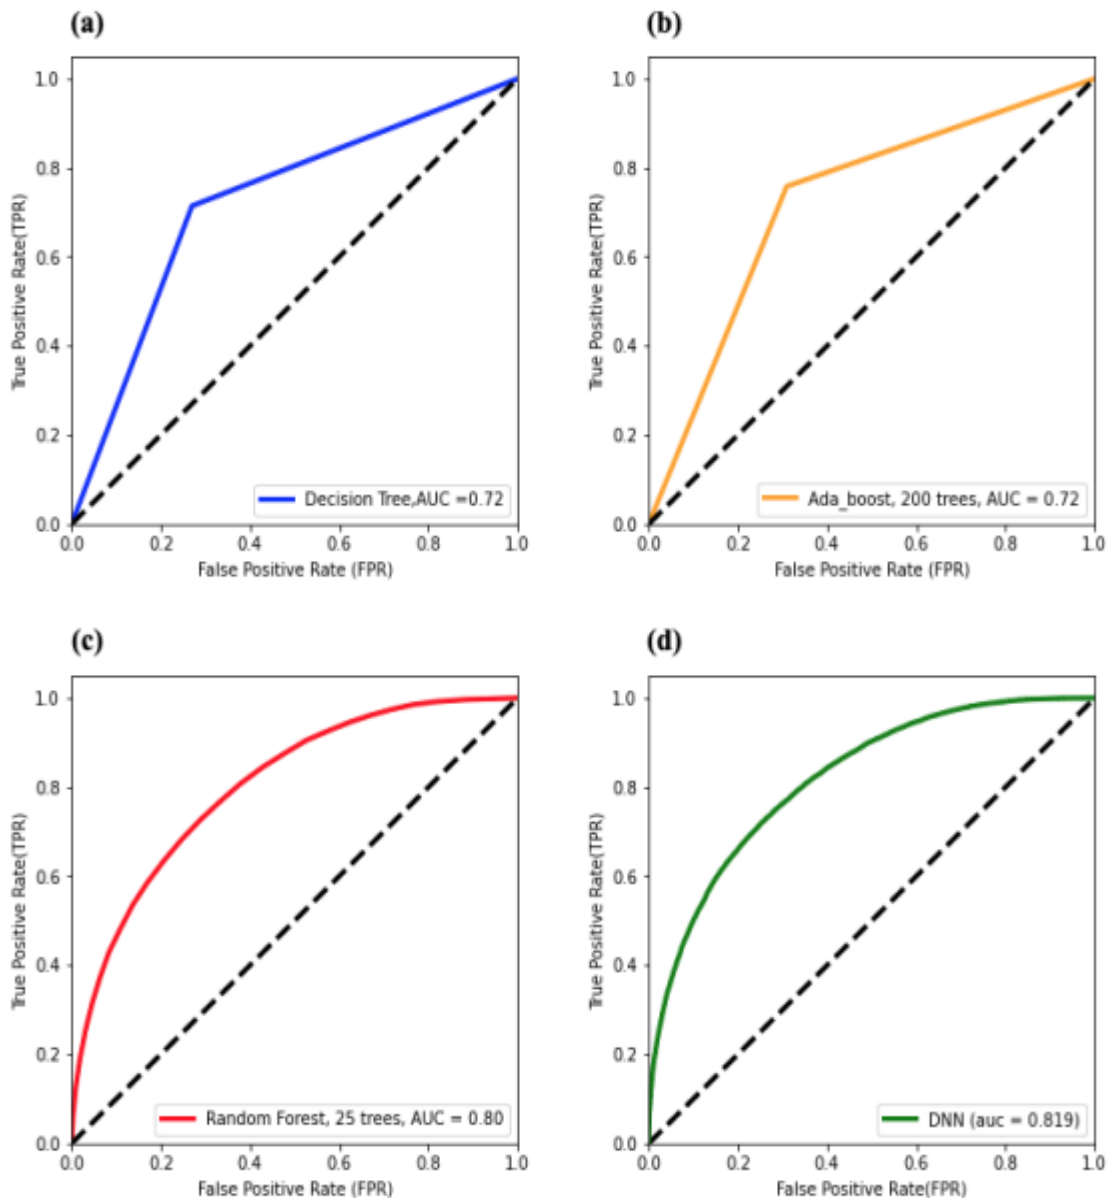 (a)
1.0
0.8
0.6
0.4
0.2
0.0
True Positive Rate(TPR)
Decision Tree,AUC =0.72
0.0 0.2 0.4 0.6 0.8 1.0
False Positive Rate (FPR)
(b)
1.0
0.8
0.6
0.4
0.2
0.0
True Positive Rate(TPR)
Ada_boost, 200 trees, AUC = 0.72
0.0 0.2 0.4 0.6 0.8 1.0
False Positive Rate (FPR)
(c)
1.0
0.8
0.6
0.4
0.2
0.0
True Positive Rate(TPR)
Random Forest, 25 trees, AUC = 0.80
0.0 0.2 0.4 0.6 0.8 1.0
False Positive Rate (FPR)
(d)
1.0
0.8
0.6
0.4
0.2
0.0
True Positive Rate(TPR)
DNN (auc = 0.819)
0.0 0.2 0.4 0.6 0.8 1.0
False Positive Rate(FPR)